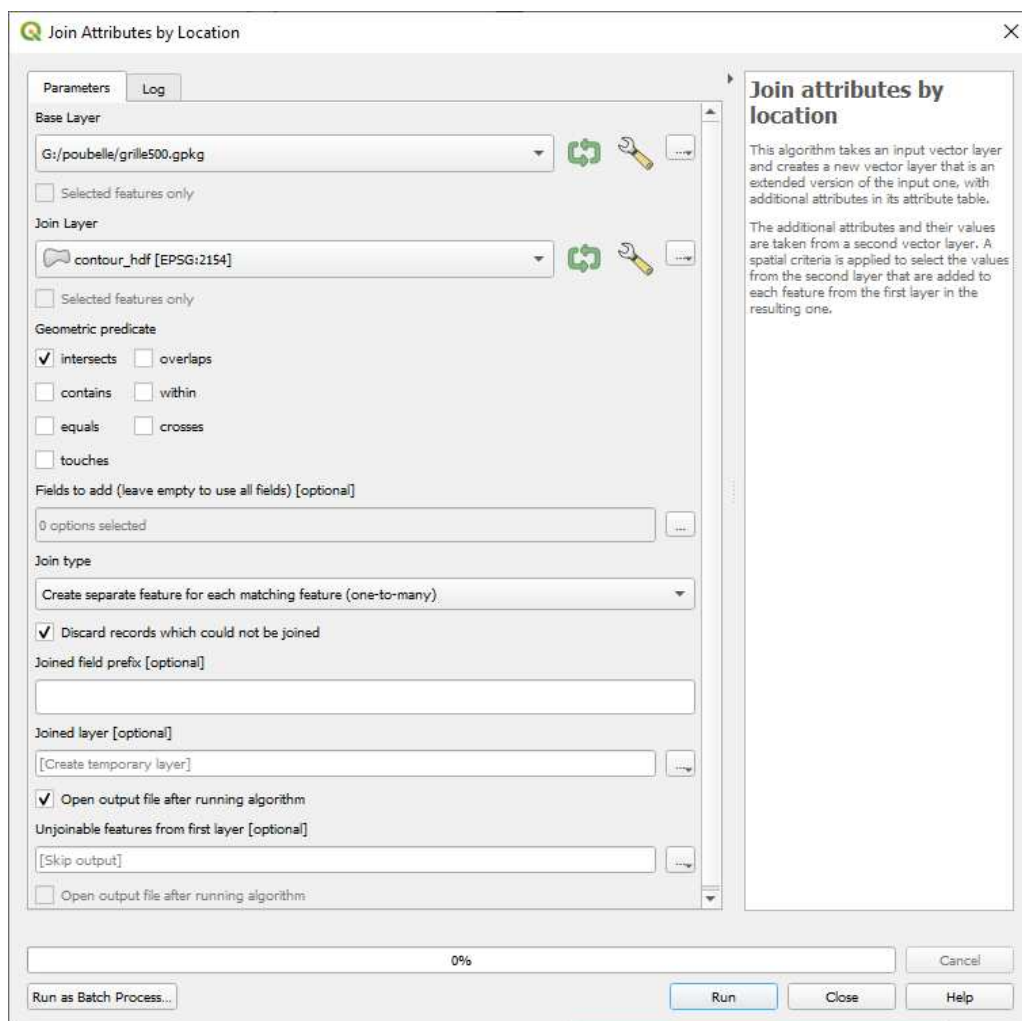 Join Attributes by Location
Parameters
Log
Base Layer
G:/poubelle/grille500.gpkg
...
Selected features only
Join Layer
contour_hdf [EPSG:2154]
...
Selected features only
Geometric predicate
intersects
overlaps
contains
within
equals
crosses
touches
Fields to add (leave empty to use all fields) [optional]
0 options selected
...
Join type
Create separate feature for each matching feature (one-to-many)
Discard records which could not be joined
Joined field prefix [optional]
Joined layer [optional]
[Create temporary layer]
...
Open output file after running algorithm
Unjoinable features from first layer [optional]
[Skip output]
...
Open output file after running algorithm
Join attributes by
location
This algorithm takes an input vector layer
and creates a new vector layer that is an
extended version of the input one, with
additional attributes in its attribute table.
The additional attributes and their values
are taken from a second vector layer. A
spatial criteria is applied to select the values
from the second layer that are added to
each feature from the first layer in the
resulting one.
0%
Cancel
Run as Batch Process...
Run
Close
Help